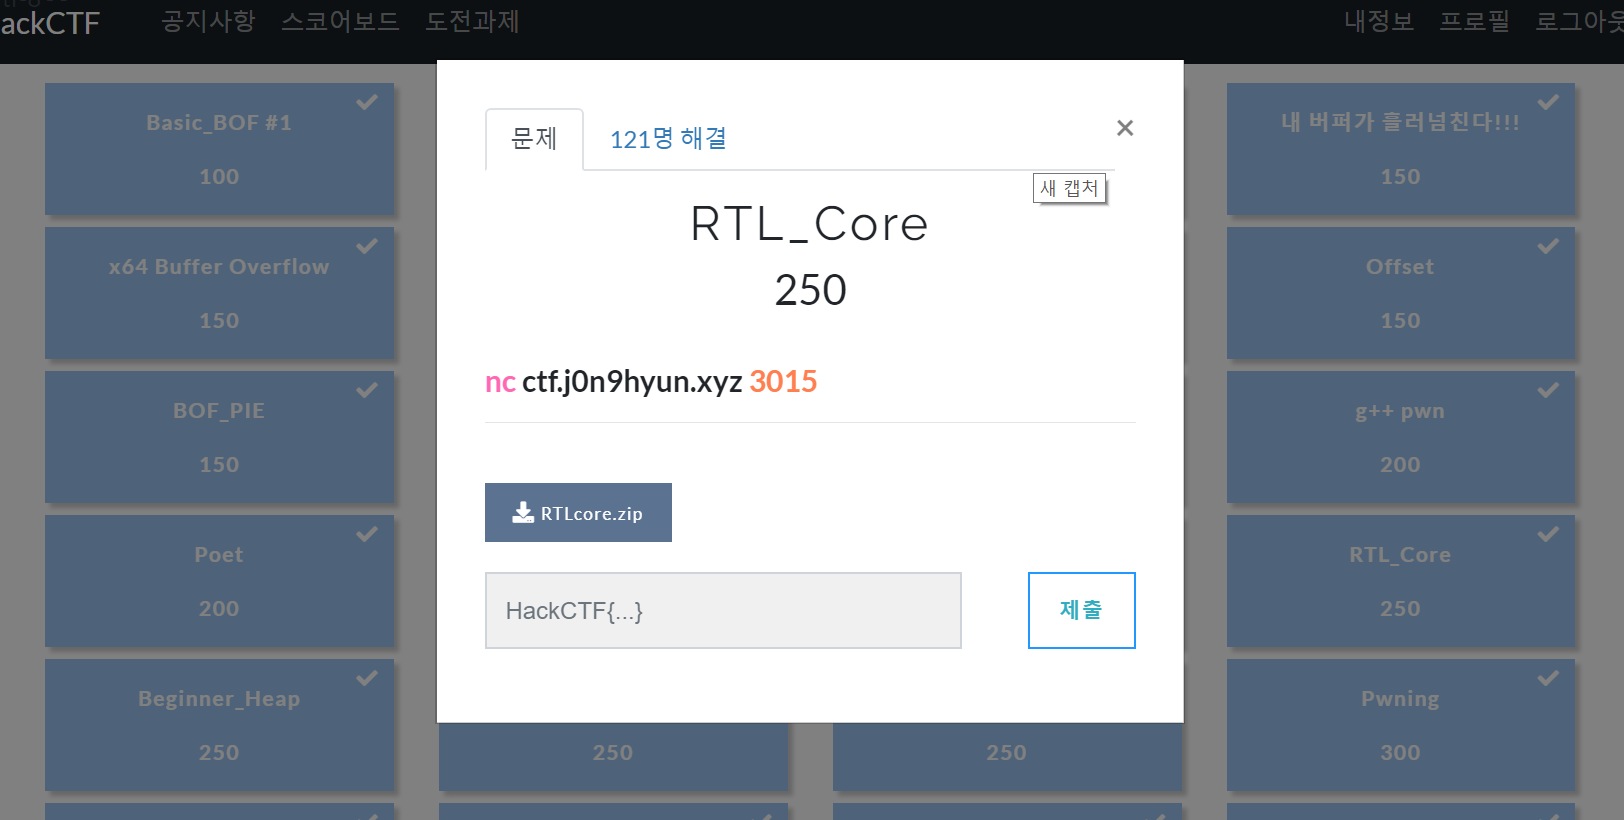 ackCTF 공지사항 스코어보드 도전과제 내정보 프로필 로그아웃
Basic_BOF #1
100
내 버퍼가 흘러넘친다!!!
150
x64 Buffer Overflow
150
Offset
150
BOF_PIE
150
g++ pwn
200
Poet
200
RTL_Core
250
Beginner_Heap
250
250
250
Pwning
300
문제 121명 해결 ×
새 캡처
RTL_Core
250
nc ctf.j0n9hyun.xyz 3015
RTLcore.zip
HackCTF{...}
제출